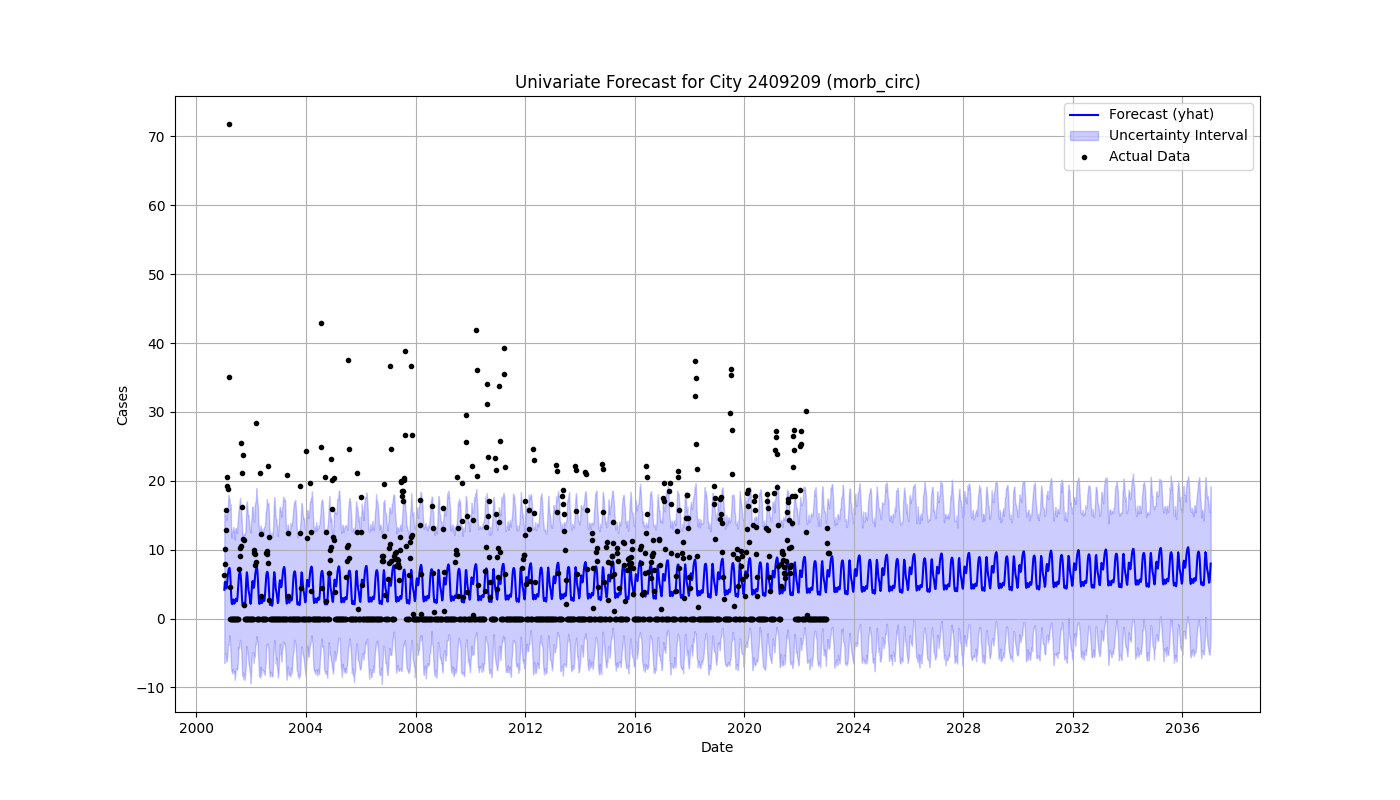 Univariate Forecast for City 2409209 (morb_circ)
Forecast (yhat)
Uncertainty Interval
Actual Data
70
60
50
40
30
20
10
0
−10
Cases
2000 2004 2008 2012 2016 2020 2024 2028 2032 2036
Date